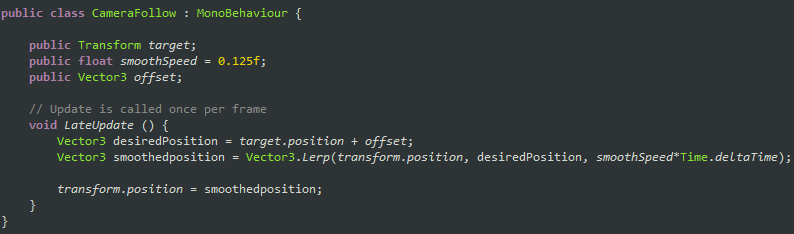 public class CameraFollow : MonoBehaviour {
public Transform target;
public float smoothSpeed = 0.125f;
public Vector3 offset;
// Update is called once per frame
void LateUpdate () {
Vector3 desiredPosition = target.position + offset;
Vector3 smoothedposition = Vector3.Lerp(transform.position, desiredPosition, smoothSpeed*Time.deltaTime);
transform.position = smoothedposition;
}
}